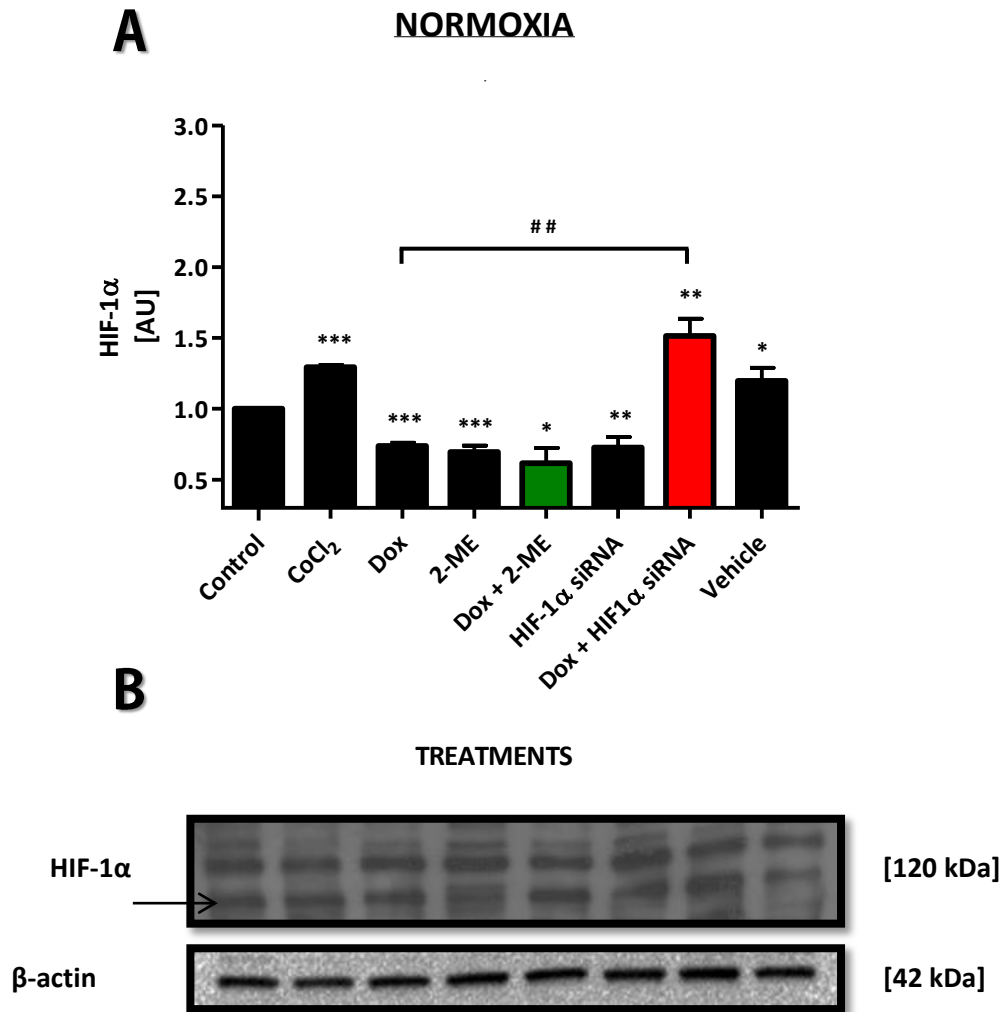 A
NORMOXIA
3.0
2.5
2.0
1.5
1.0
0.5
HIF-1α
[AU]
##
***
***
***
*
**
**
*
Control
CoCl₂
Dox
2-ME
Dox + 2-ME
HIF-1α siRNA
Dox + HIF1α siRNA
Vehicle
B
TREATMENTS
HIF-1α
[120 kDa]
β-actin
[42 kDa]